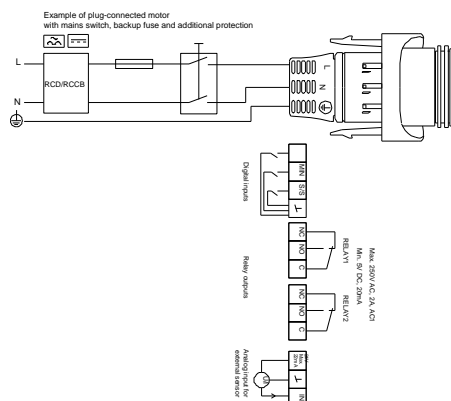 Example of plug-connected motor
with mains switch, backup fuse and additional protection
L
N
RCD/RCCB
L
N
Digital inputs
MIN
S/S
Relay outputs
NC
NO
C
RELAY1
NC
NO
C
RELAY2
Max. 250V AC, 2A, AC1
Min. 5V DC, 20mA
Analog input for
external sensor
Max.
22mA
IN